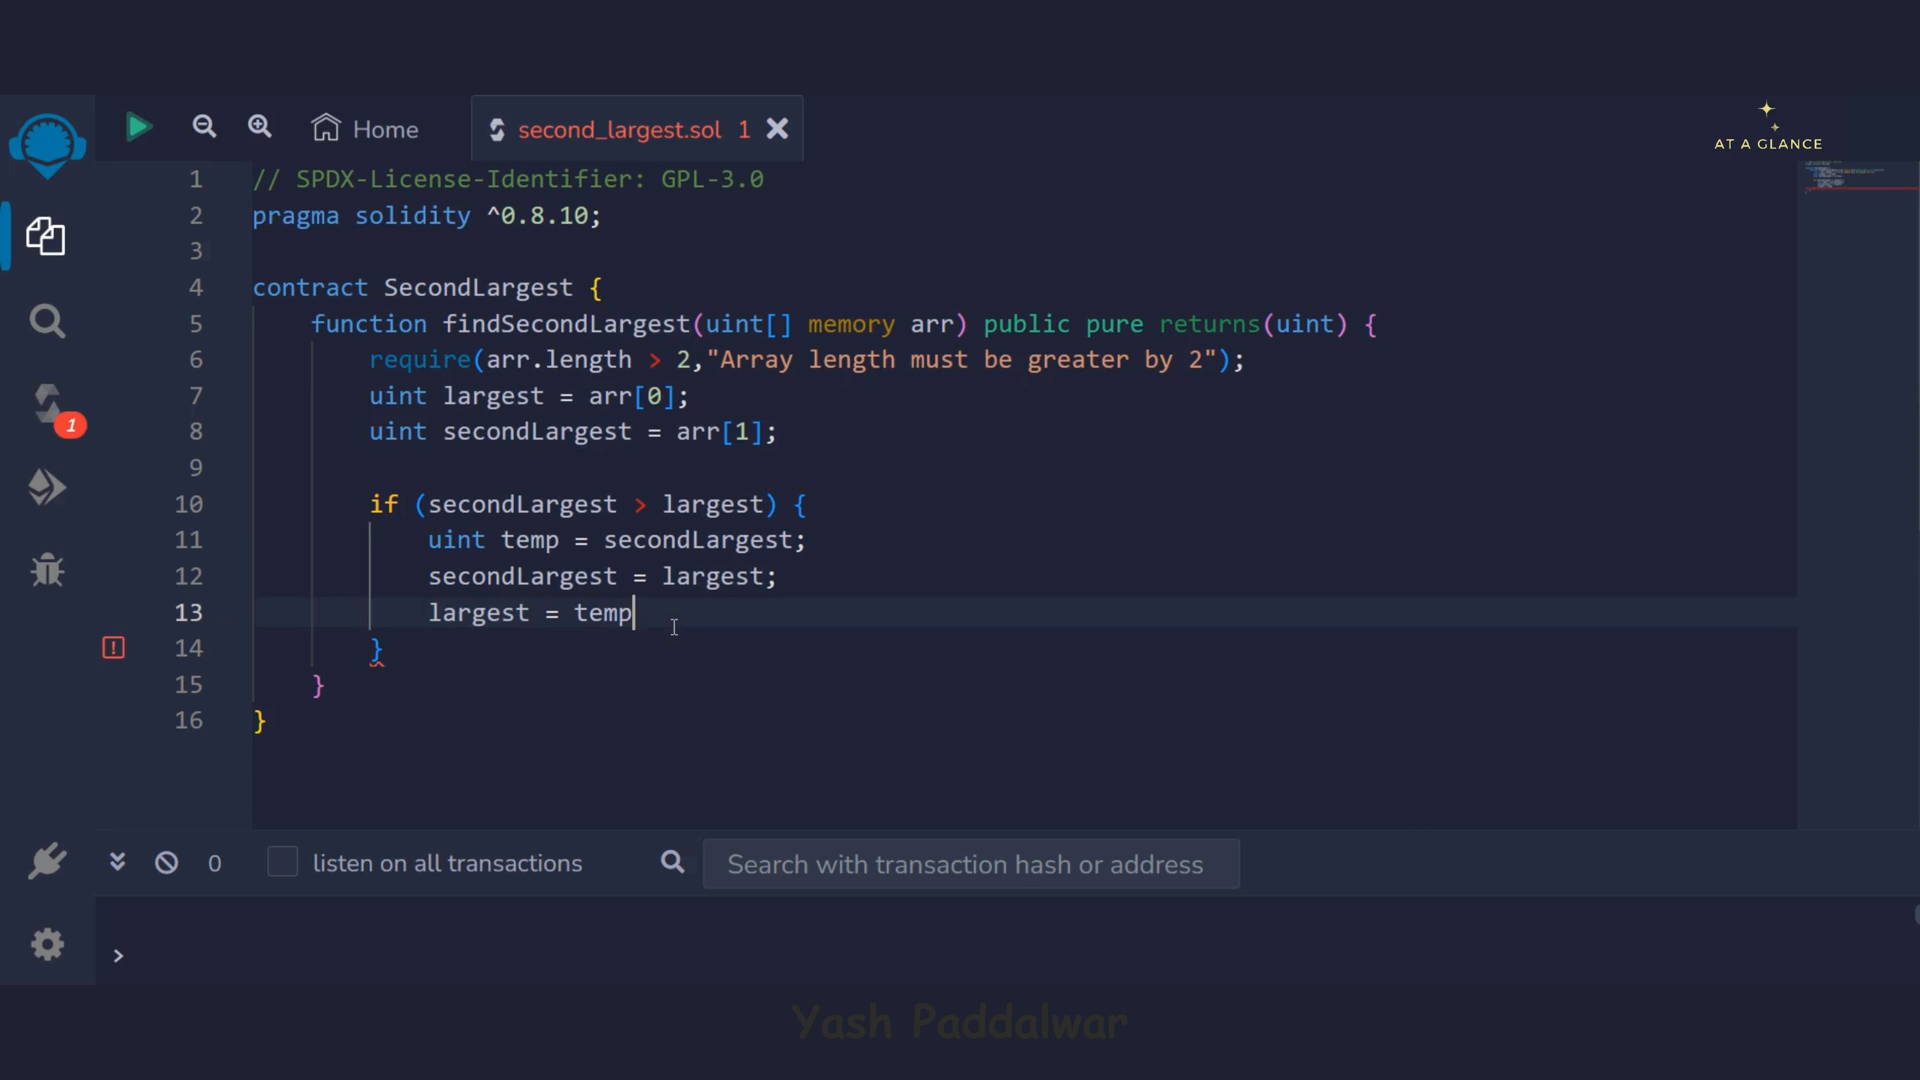 Home
second_largest.sol 1
AT A GLANCE
1 // SPDX-License-Identifier: GPL-3.0
2 pragma solidity ^0.8.10;
3
4 contract SecondLargest {
5 function findSecondLargest(uint[] memory arr) public pure returns(uint) {
6 require(arr.length > 2,"Array length must be greater by 2");
7 uint largest = arr[0];
8 uint secondLargest = arr[1];
9
10 if (secondLargest > largest) {
11 uint temp = secondLargest;
12 secondLargest = largest;
13 largest = temp
14 }
15 }
16 }
1
0 listen on all transactions Search with transaction hash or address
>
Yash Paddalwar